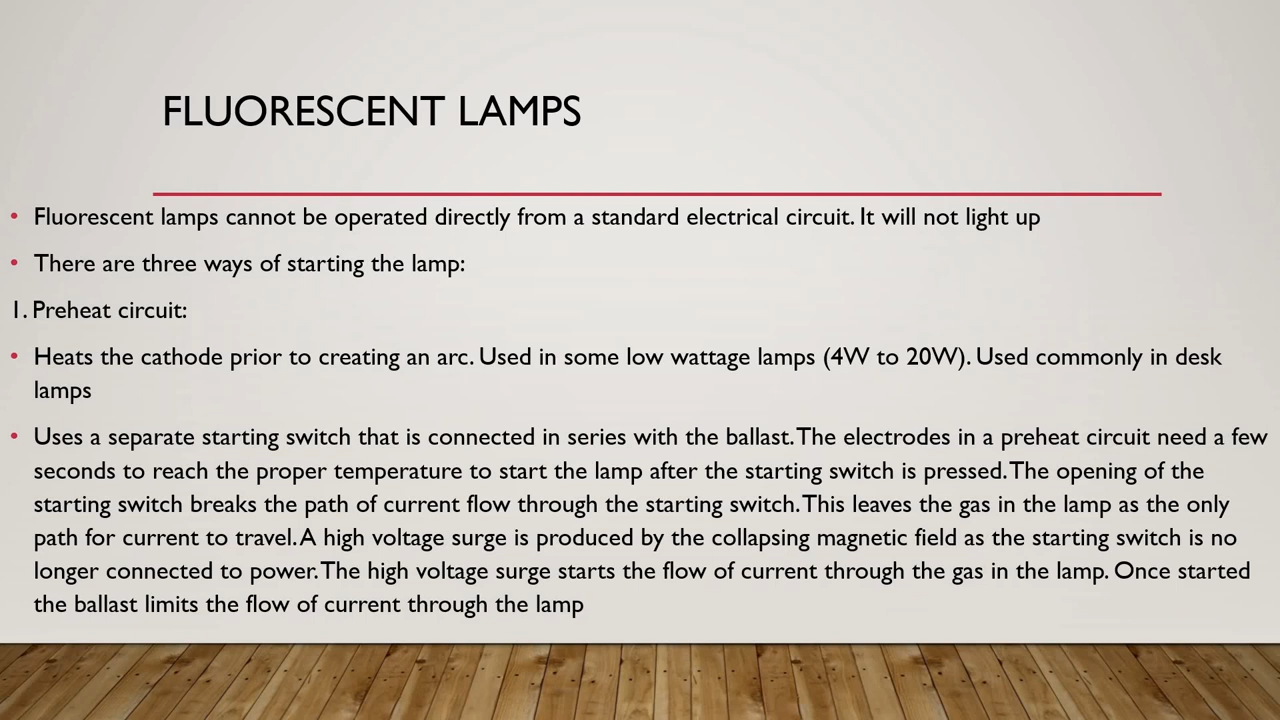 FLUORESCENT LAMPS
• Fluorescent lamps cannot be operated directly from a standard electrical circuit. It will not light up
• There are three ways of starting the lamp:
1. Preheat circuit:
• Heats the cathode prior to creating an arc. Used in some low wattage lamps (4W to 20W). Used commonly in desk
lamps
• Uses a separate starting switch that is connected in series with the ballast. The electrodes in a preheat circuit need a few
seconds to reach the proper temperature to start the lamp after the starting switch is pressed. The opening of the
starting switch breaks the path of current flow through the starting switch. This leaves the gas in the lamp as the only
path for current to travel. A high voltage surge is produced by the collapsing magnetic field as the starting switch is no
longer connected to power. The high voltage surge starts the flow of current through the gas in the lamp. Once started
the ballast limits the flow of current through the lamp